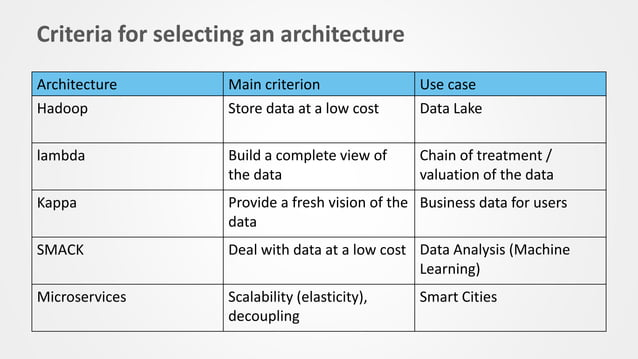 Criteria for selecting an architecture
Architecture Main criterion Use case
Hadoop Store data at a low cost Data Lake
lambda Build a complete view of Chain of treatment /
the data valuation of the data
Kappa Provide a fresh vision of the Business data for users
data
SMACK Deal with data at a low cost Data Analysis (Machine
Learning)
Microservices Scalability (elasticity), Smart Cities
decoupling